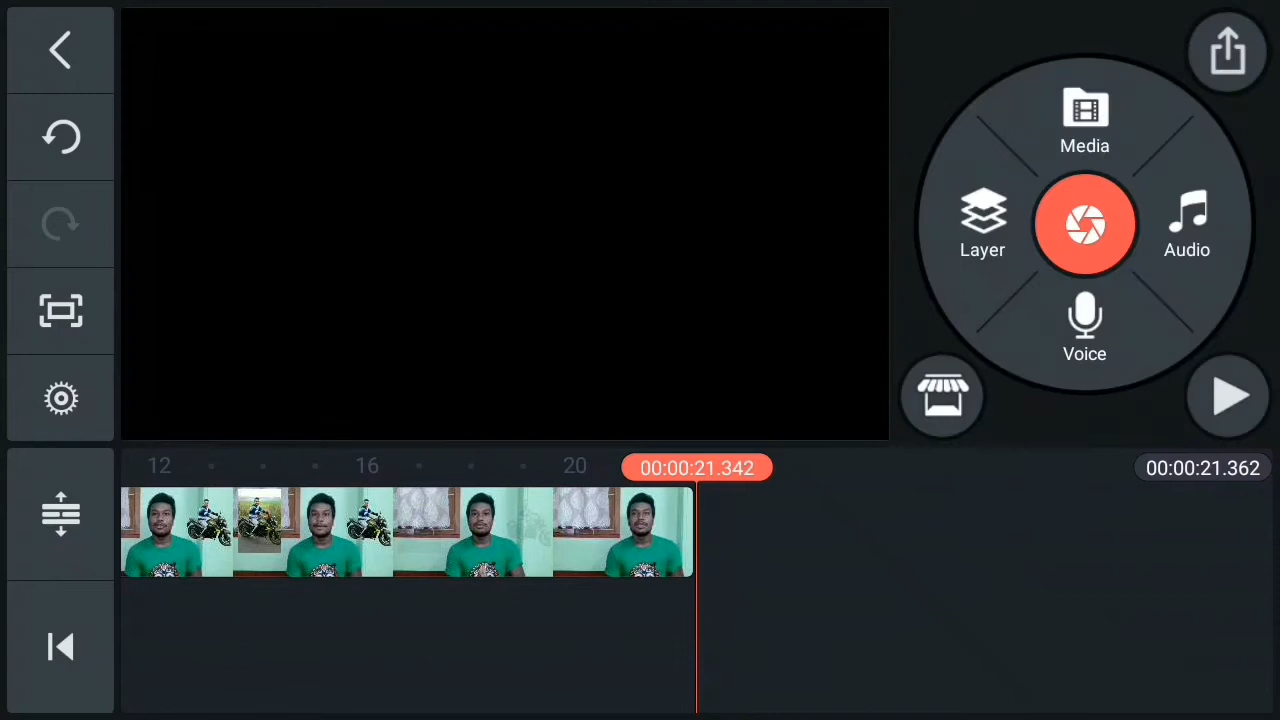 Media
Layer
Audio
Voice
12
16
20
00:00:21.342
00:00:21.362